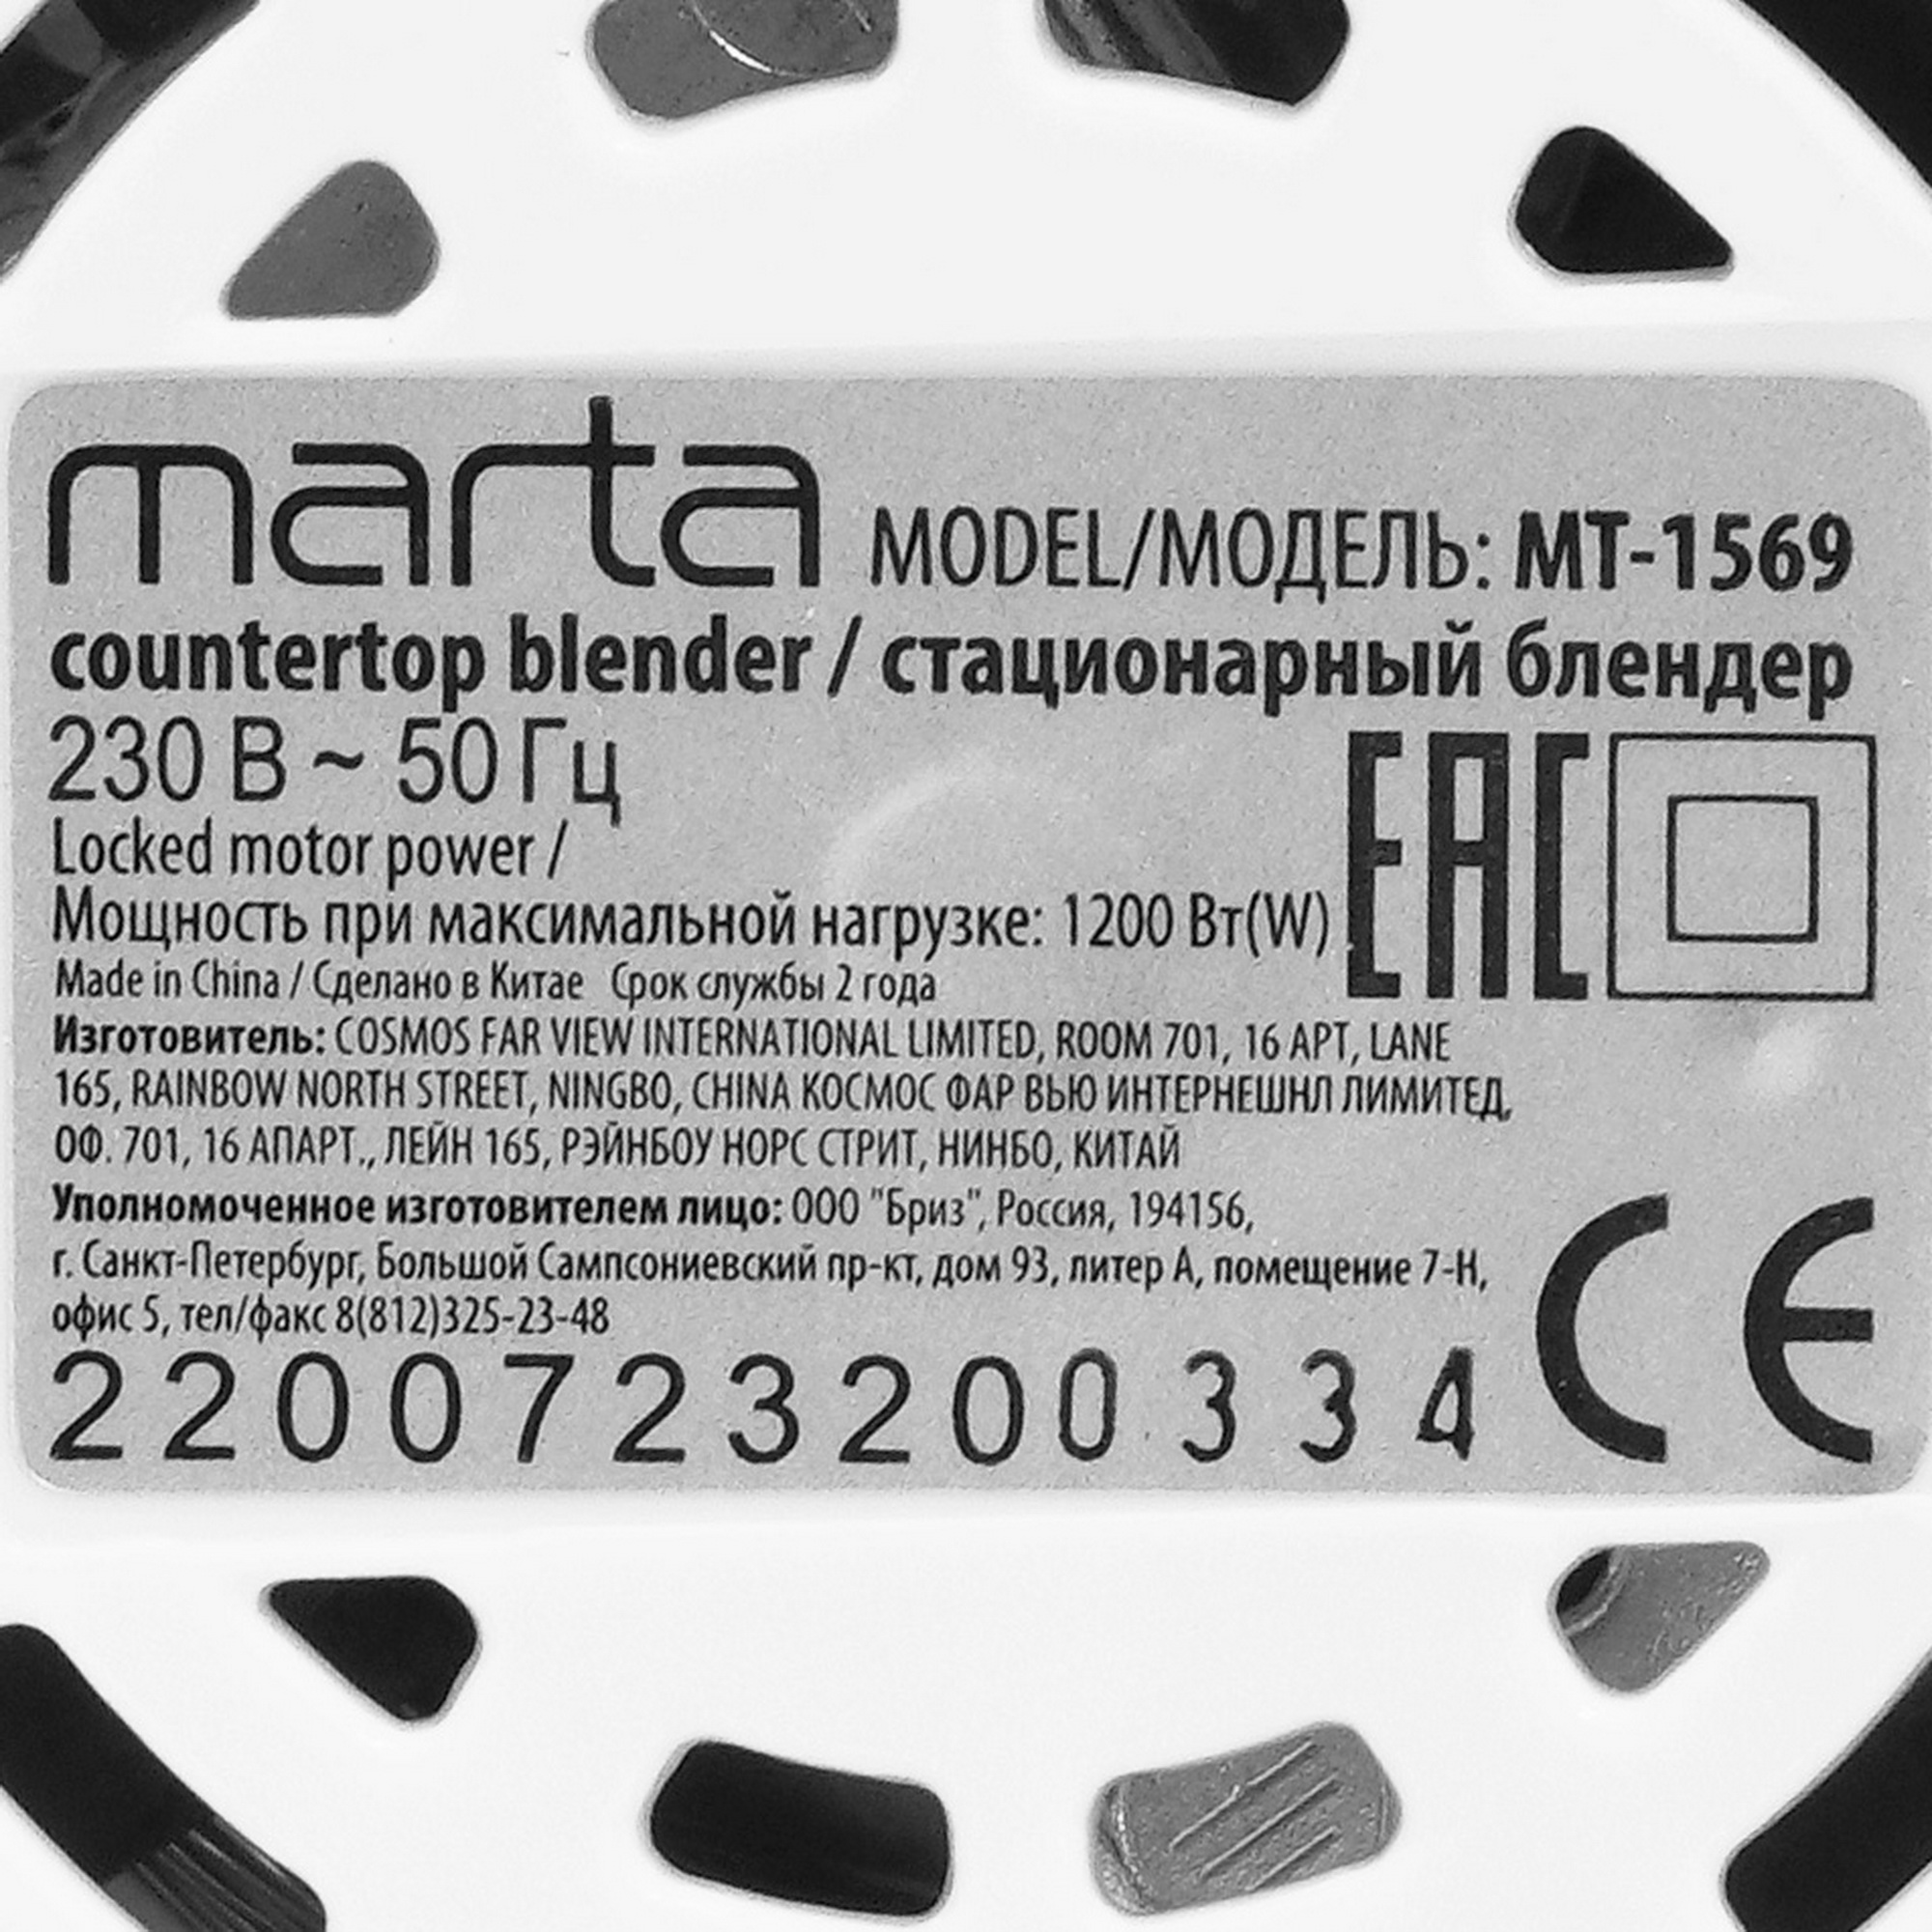 marta MODEL/МОДЕЛЬ: MT-1569
countertop blender / стационарный блендер
230 В ~ 50 Гц
Locked motor power /
Мощность при максимальной нагрузке: 1200 Вт(W)
EAC
Made in China / Сделано в Китае Срок службы 2 года
Изготовитель: COSMOS FAR VIEW INTERNATIONAL LIMITED, ROOM 701, 16 APT, LANE
165, RAINBOW NORTH STREET, NINGBO, CHINA КОСМОС ФАР ВЬЮ ИНТЕРНЕШНЛ ЛИМИТЕД,
ОФ. 701, 16 АПАРТ., ЛЕЙН 165, РЭЙНБОУ НОРС СТРИТ, НИНБО, КИТАЙ
Уполномоченное изготовителем лицо: ООО "Бриз", Россия, 194156,
г. Санкт-Петербург, Большой Сампсониевский пр-кт, дом 93, литер А, помещение 7-Н,
офис 5, тел/факс 8(812)325-23-48
2200723200334
CE